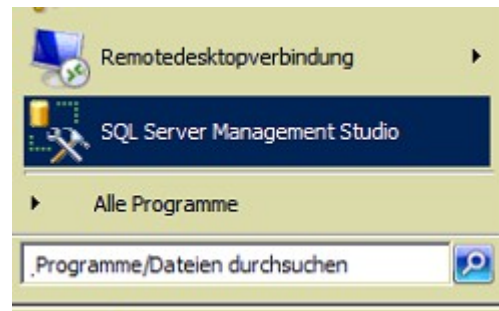 Remotedesktopverbindung
SQL Server Management Studio
Alle Programme
Programme/Dateien durchsuchen